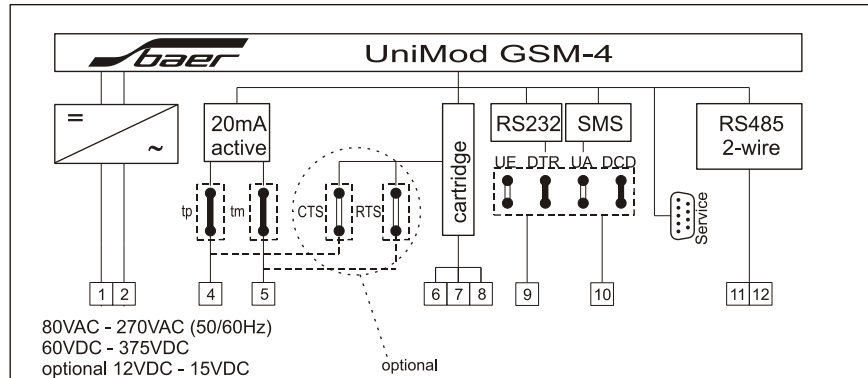 baer UniMod GSM-4
= ~
20mA active
cartridge
RS232
SMS
RS485 2-wire
UE DTR UA DCD
tp tm CTS RTS
Service
1 2 4 5 6 7 8 9 10 11 12
80VAC - 270VAC (50/60Hz)
60VDC - 375VDC
optional 12VDC - 15VDC
optional